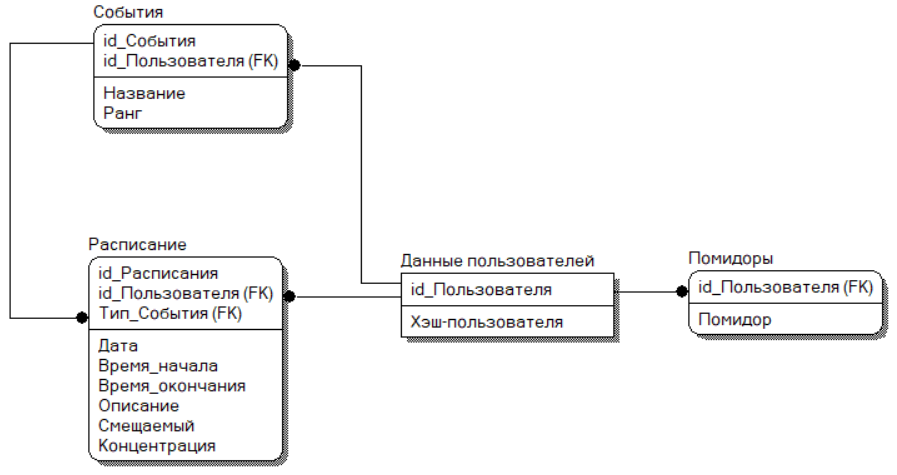 События
id_События
id_Пользователя (FK)
Название
Ранг
Расписание
id_Расписания
id_Пользователя (FK)
Тип_События (FK)
Дата
Время_начала
Время_окончания
Описание
Смещаемый
Концентрация
Данные пользователей
id_Пользователя
Хэш-пользователя
Помидоры
id_Пользователя (FK)
Помидор